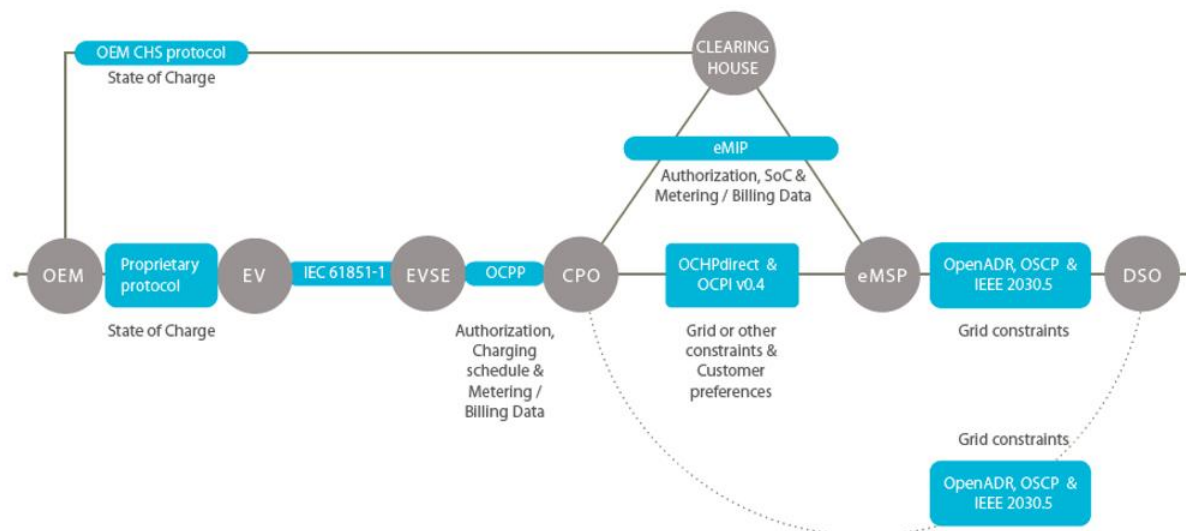 OEM CHS protocol
State of Charge
CLEARING
HOUSE
eMIP
Authorization, SoC &
Metering / Billing Data
OEM
Proprietary
protocol
EV
IEC 61851-1
EVSE
OCPP
CPO
OCHPdirect &
OCPI v0.4
eMSP
OpenADR, OSCP &
IEEE 2030.5
DSO
State of Charge
Authorization,
Charging
schedule &
Metering /
Billing Data
Grid or other
constraints &
Customer
preferences
Grid constraints
Grid constraints
OpenADR, OSCP &
IEEE 2030.5